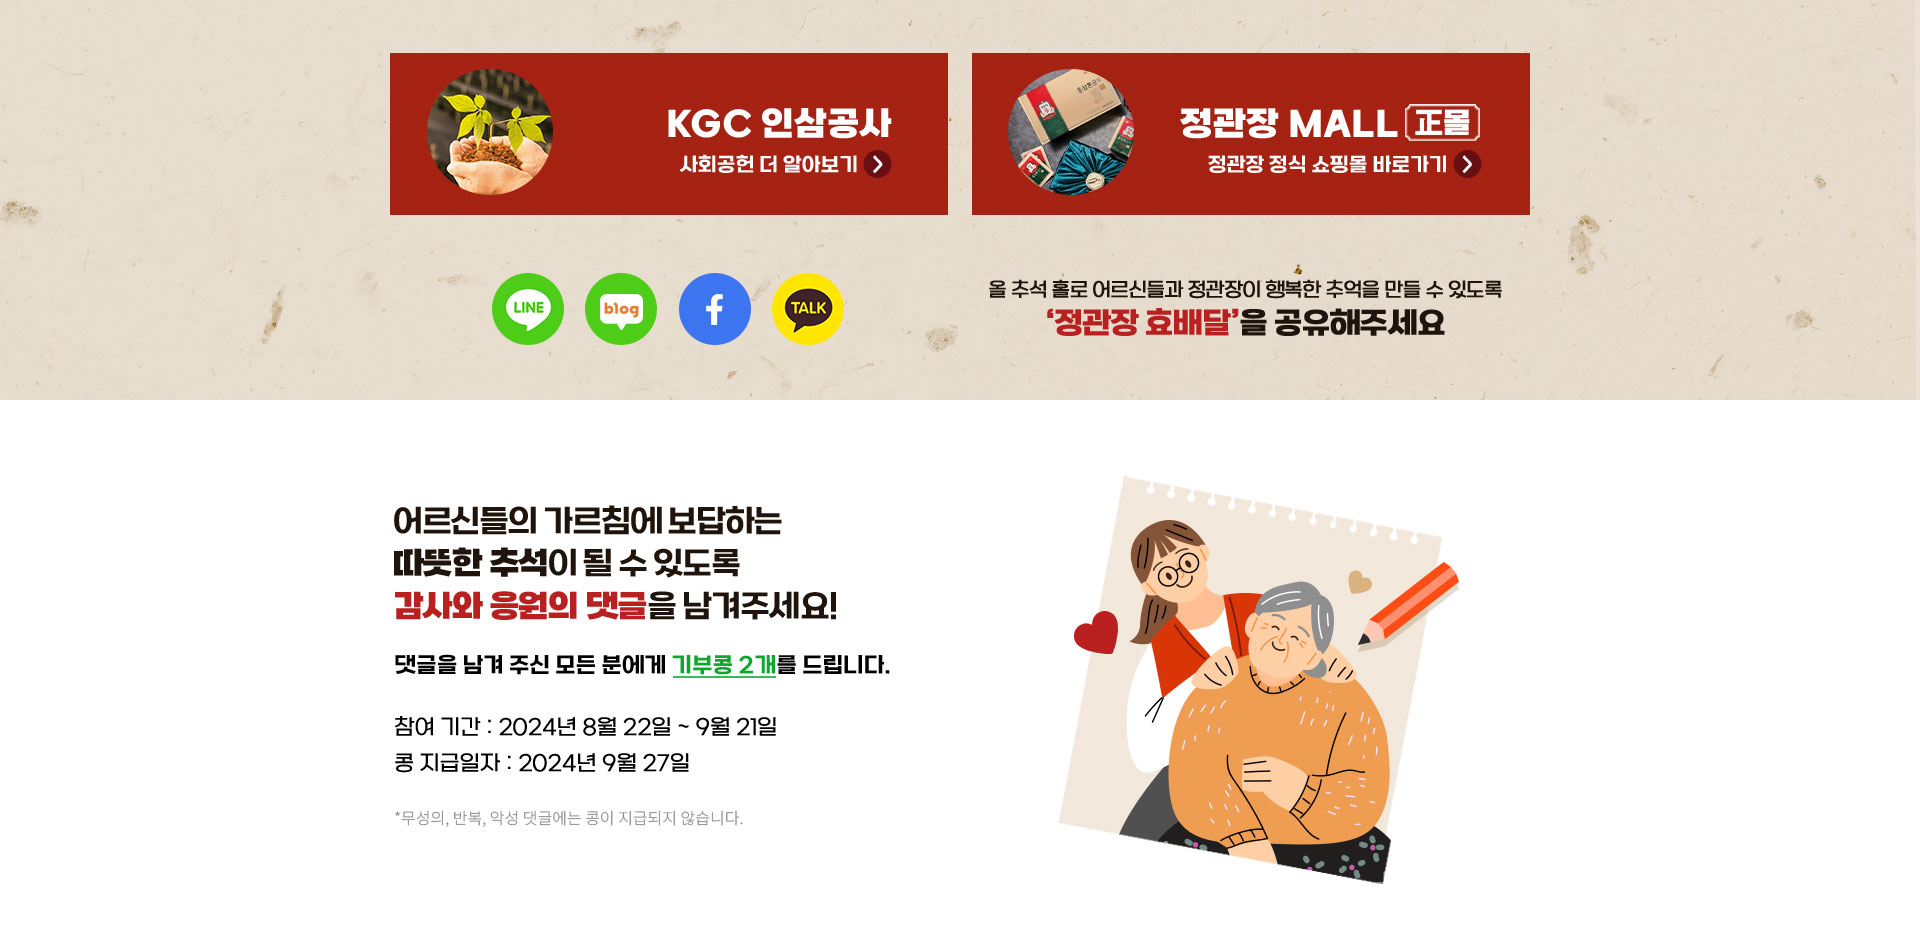 KGC 인삼공사
사회공헌 더 알아보기
정관장 MALL 正몰
정관장 정식 쇼핑몰 바로가기
LINE
blog
f
TALK
올 추석 홀로 어르신들과 정관장이 행복한 추억을 만들 수 있도록
‘정관장 효배달’을 공유해주세요
어르신들의 가르침에 보답하는
따뜻한 추석이 될 수 있도록
감사와 응원의 댓글을 남겨주세요!
댓글을 남겨 주신 모든 분에게 기부콩 2개를 드립니다.
참여 기간 : 2024년 8월 22일 ~ 9월 21일
콩 지급일자 : 2024년 9월 27일
*무성의, 반복, 악성 댓글에는 콩이 지급되지 않습니다.